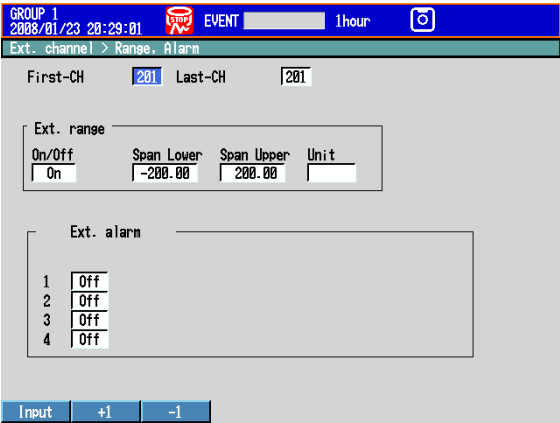 GROUP 1
2008/01/23 20:29:01
STOP
EVENT
1hour
Ext. channel > Range, Alarm
First-CH 201 Last-CH 201
Ext. range
On/Off Span Lower Span Upper Unit
On -200.00 200.00
Ext. alarm
1 Off
2 Off
3 Off
4 Off
Input +1 -1